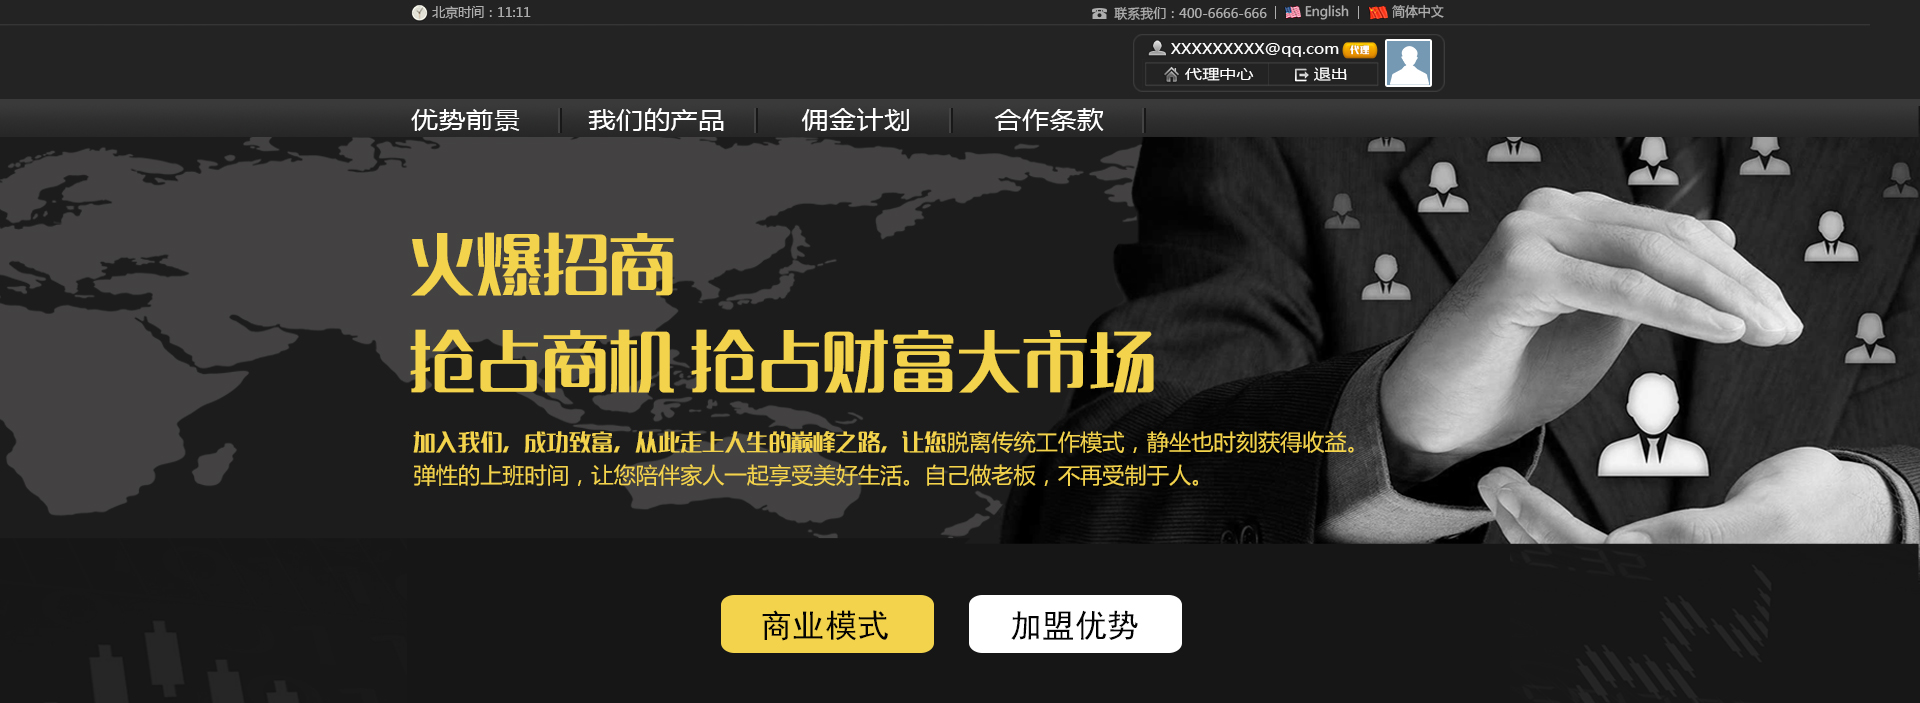 北京时间：11:11
联系我们：400-6666-666 | English | 简体中文
XXXXXXXXX@qq.com 代理
代理中心 退出
优势前景 我们的产品 佣金计划 合作条款
火爆招商
抢占商机 抢占财富大市场
加入我们，成功致富，从此走上人生的巅峰之路，让您脱离传统工作模式，静坐也时刻获得收益。
弹性的上班时间，让您陪伴家人一起享受美好生活。自己做老板，不再受制于人。
商业模式 加盟优势